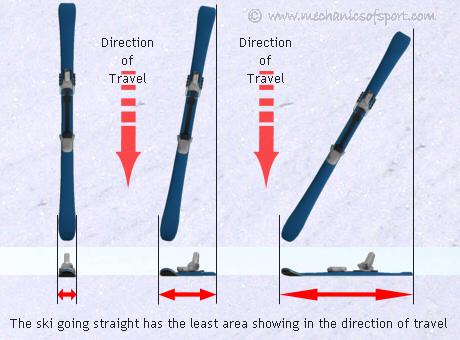 © www.mechanicsofsport.com
Direction
of
Travel
Direction
of
Travel
The ski going straight has the least area showing in the direction of travel